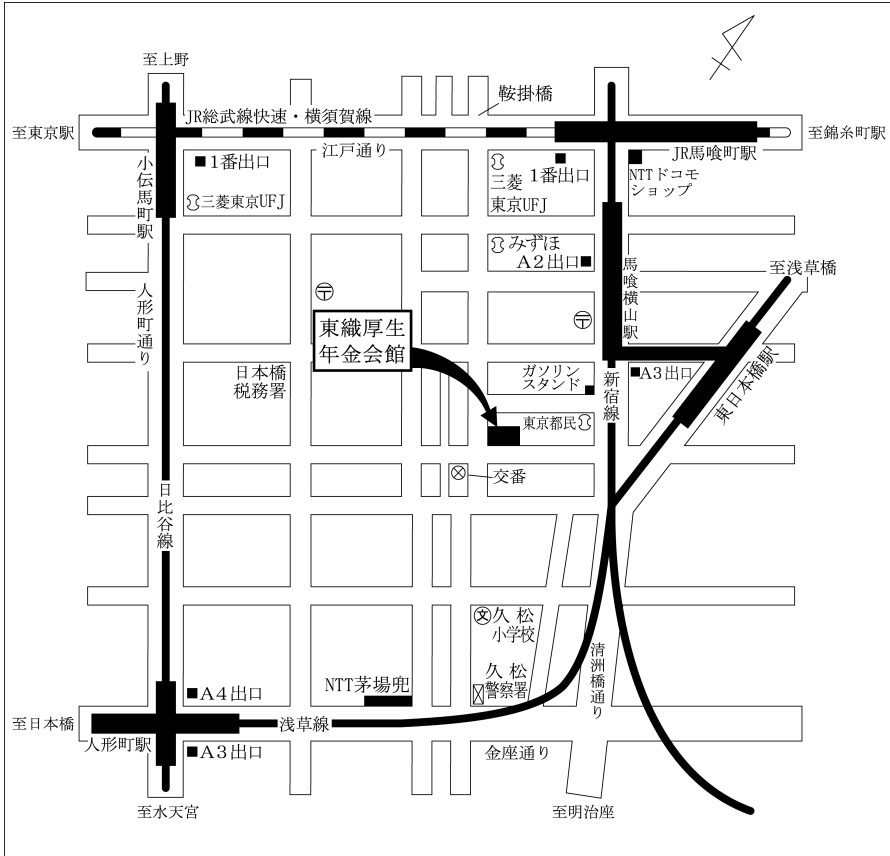 至上野
鞍掛橋
JR総武線快速・横須賀線
至東京駅
至錦糸町駅
江戸通り
JR馬喰町駅
小伝馬町駅
1番出口
三菱東京UFJ
三菱
東京UFJ
1番出口
NTTドコモ
ショップ
みずほ
A2出口
馬喰横山駅
至浅草橋
人形町通り
〒
東織厚生
年金会館
〒
日本橋
税務署
ガソリン
スタンド
新宿線
A3出口
東日本橋駅
東京都民
交番
日比谷線
文
久松
小学校
久松
警察署
清洲橋通り
A4出口
NTT茅場兜
至日本橋
人形町駅
浅草線
A3出口
金座通り
至水天宮
至明治座